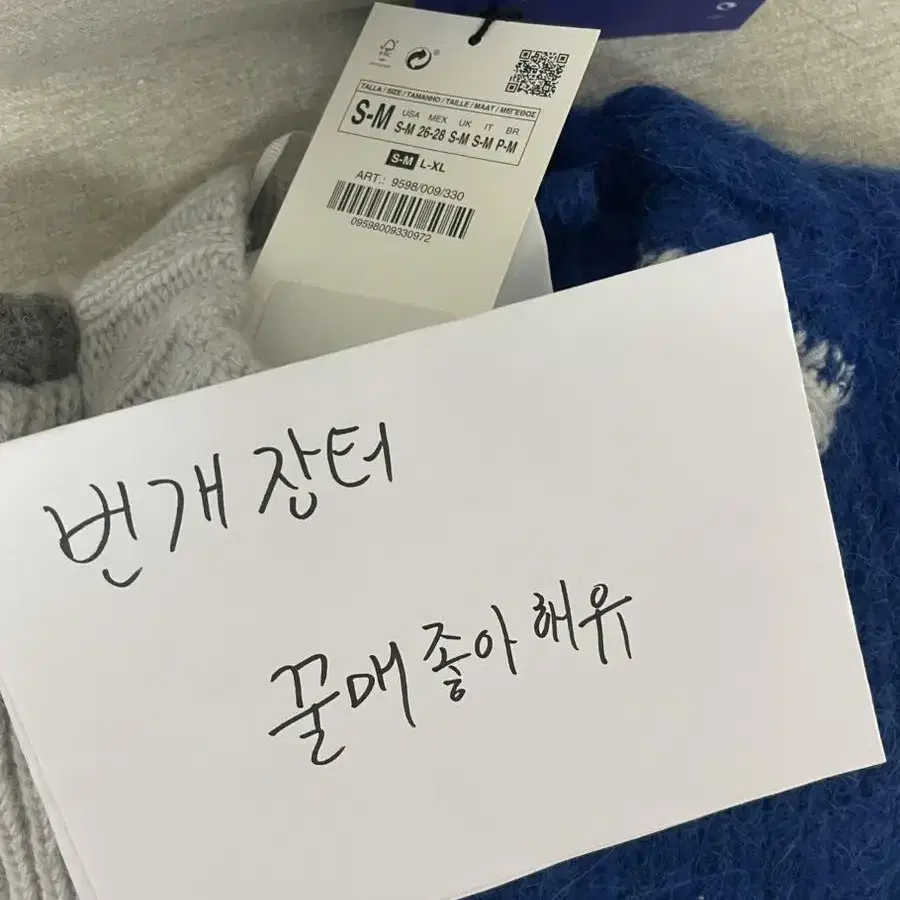 FSC
TALLA / SIZE / TAMANHO / TAILLE / MAAT / ΜΕΓΕΘΟΣ
S-M USA S-M MEX 26-28 UK S-M IT S-M BR P-M
S-M L-XL
ART.: 9598/009/330
09598009330972
번개장터
꿀매좋아해유